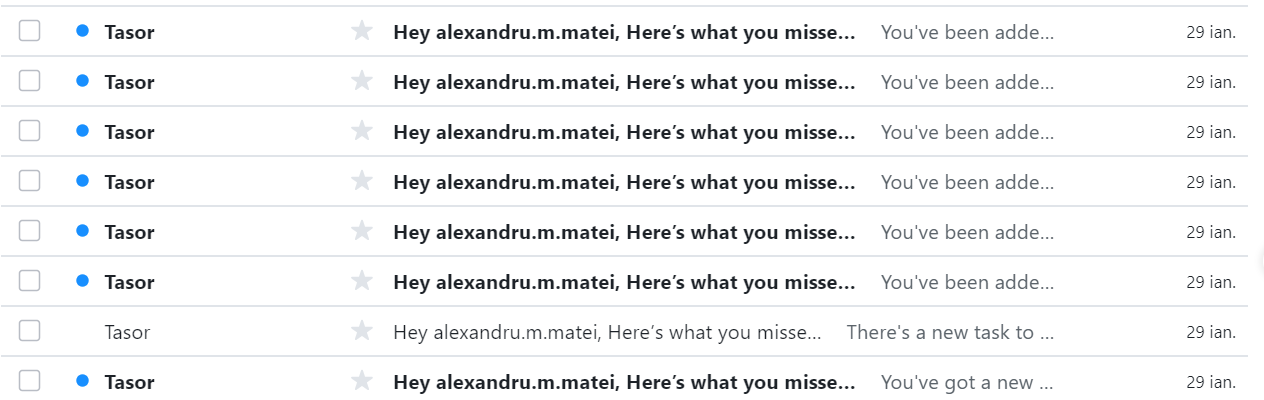 Tasor Hey alexandru.m.matei, Here’s what you misse... You've been adde... 29 ian.
Tasor Hey alexandru.m.matei, Here’s what you misse... You've been adde... 29 ian.
Tasor Hey alexandru.m.matei, Here’s what you misse... You've been adde... 29 ian.
Tasor Hey alexandru.m.matei, Here’s what you misse... You've been adde... 29 ian.
Tasor Hey alexandru.m.matei, Here’s what you misse... You've been adde... 29 ian.
Tasor Hey alexandru.m.matei, Here’s what you misse... You've been adde... 29 ian.
Tasor Hey alexandru.m.matei, Here’s what you misse... There's a new task to ... 29 ian.
Tasor Hey alexandru.m.matei, Here’s what you misse... You've got a new ... 29 ian.